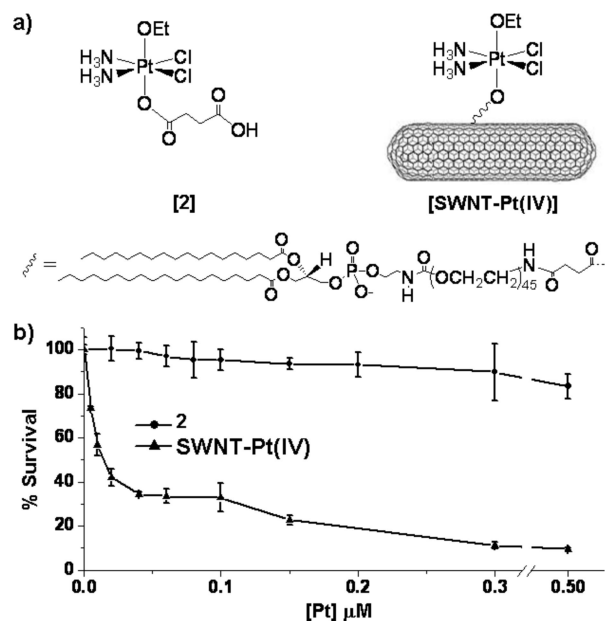 a)
OEt
H3N Cl
Pt
H3N Cl
O
O
O
OH
[2]
OEt
H3N Cl
Pt
H3N Cl
O
[SWNT-Pt(IV)]
=
O
O
O
O
H
O
O
P
O-
O
N
H
O
(OCH2CH2)45
H
N
O
O
b)
100
80
60
40
20
0
% Survival
2
SWNT-Pt(IV)
0.0 0.1 0.2 0.3 0.50
[Pt] μM